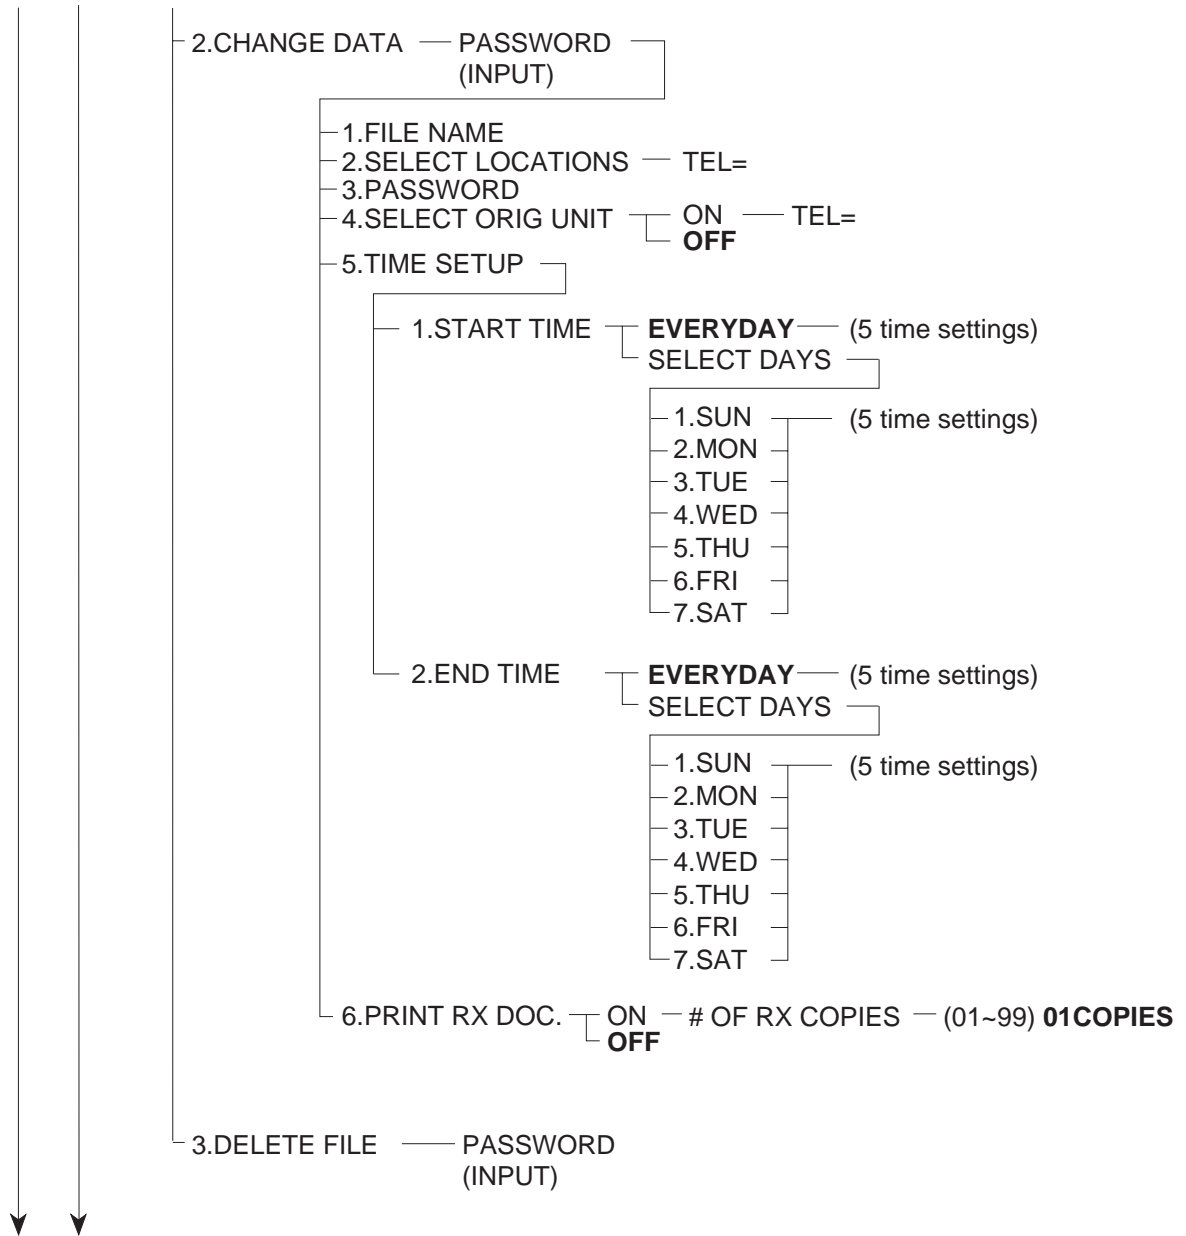 2.CHANGE DATA PASSWORD
(INPUT)
1.FILE NAME
2.SELECT LOCATIONS TEL=
3.PASSWORD
4.SELECT ORIG UNIT ON TEL=
OFF
5.TIME SETUP
1.START TIME EVERYDAY (5 time settings)
SELECT DAYS
1.SUN (5 time settings)
2.MON
3.TUE
4.WED
5.THU
6.FRI
7.SAT
2.END TIME EVERYDAY (5 time settings)
SELECT DAYS
1.SUN (5 time settings)
2.MON
3.TUE
4.WED
5.THU
6.FRI
7.SAT
6.PRINT RX DOC. ON # OF RX COPIES (01~99) 01COPIES
OFF
3.DELETE FILE PASSWORD
(INPUT)